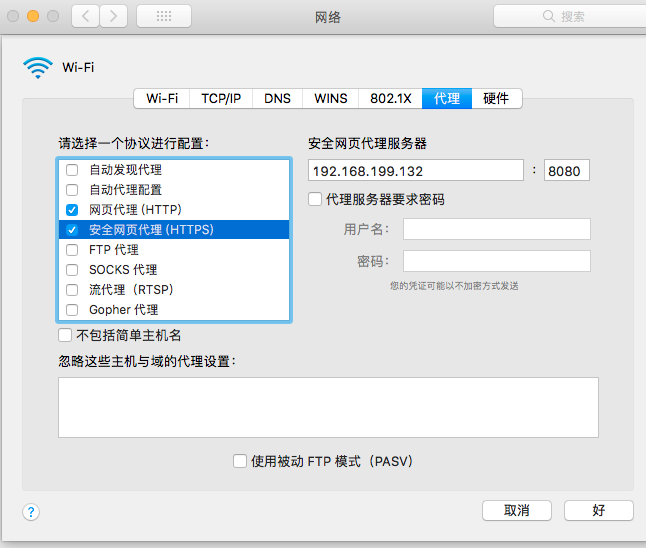 网络
搜索
Wi-Fi
Wi-Fi TCP/IP DNS WINS 802.1X 代理 硬件
请选择一个协议进行配置：
自动发现代理
自动代理配置
网页代理 (HTTP)
安全网页代理 (HTTPS)
FTP 代理
SOCKS 代理
流代理（RTSP）
Gopher 代理
安全网页代理服务器
192.168.199.132 : 8080
代理服务器要求密码
用户名：
密码：
您的凭证可能以不加密方式发送
不包括简单主机名
忽略这些主机与域的代理设置：
使用被动 FTP 模式（PASV）
?
取消
好